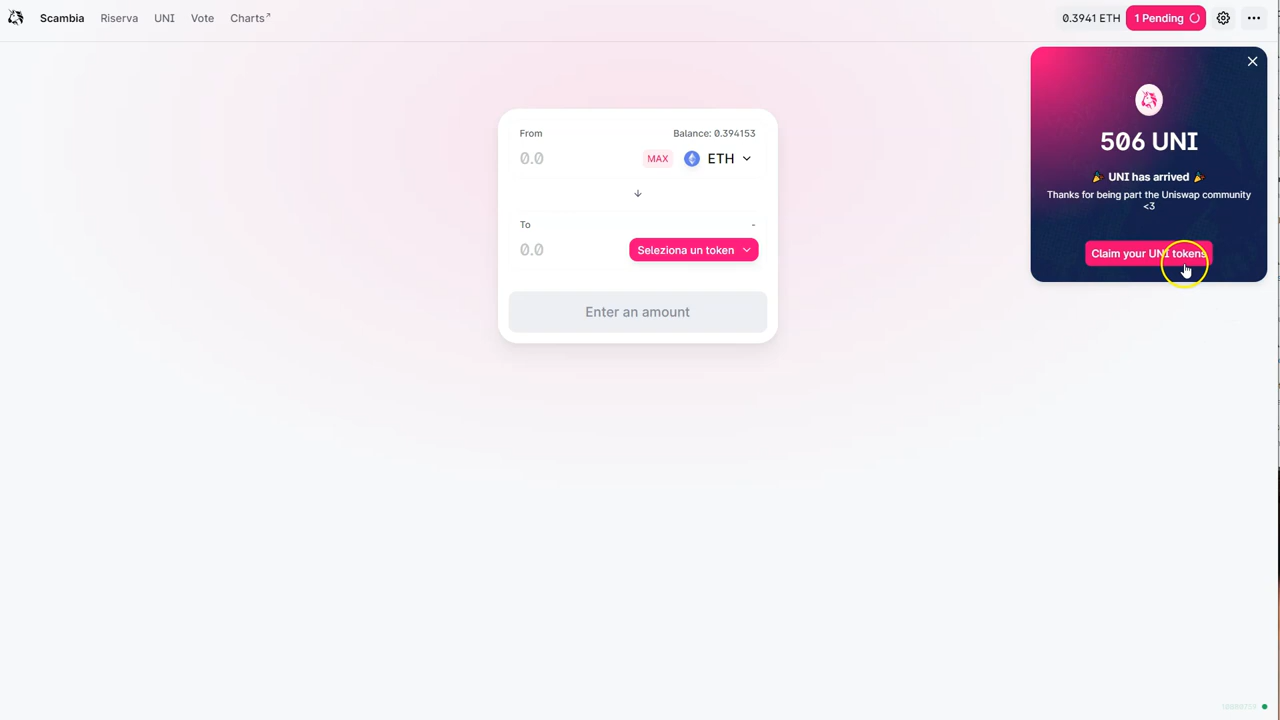 Scambia
Riserva
UNI
Vote
Charts↗
0.3941 ETH
1 Pending
From
Balance: 0.394153
0.0
MAX
ETH
To
-
0.0
Seleziona un token
Enter an amount
506 UNI
🎉 UNI has arrived 🎉
Thanks for being part the Uniswap community
<3
Claim your UNI tokens